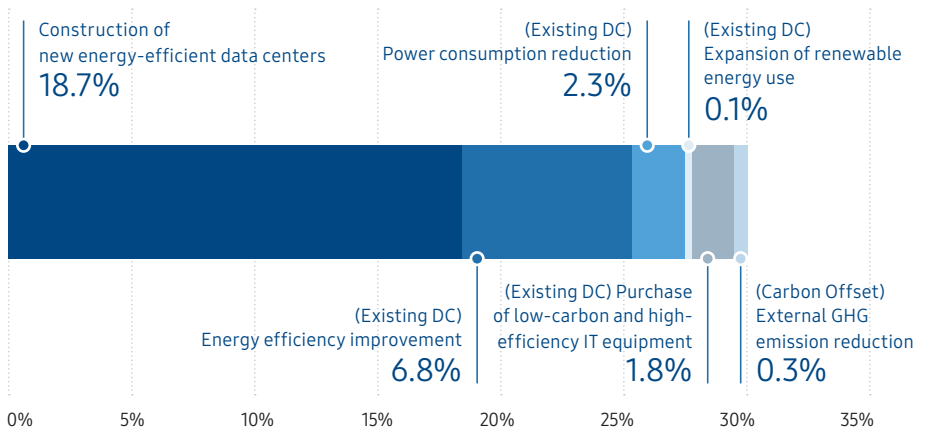 Construction of
new energy-efficient data centers
18.7%
(Existing DC)
Power consumption reduction
2.3%
(Existing DC)
Expansion of renewable
energy use
0.1%
(Existing DC)
Energy efficiency improvement
6.8%
(Existing DC) Purchase
of low-carbon and high-
efficiency IT equipment
1.8%
(Carbon Offset)
External GHG
emission reduction
0.3%
0% 5% 10% 15% 20% 25% 30% 35%